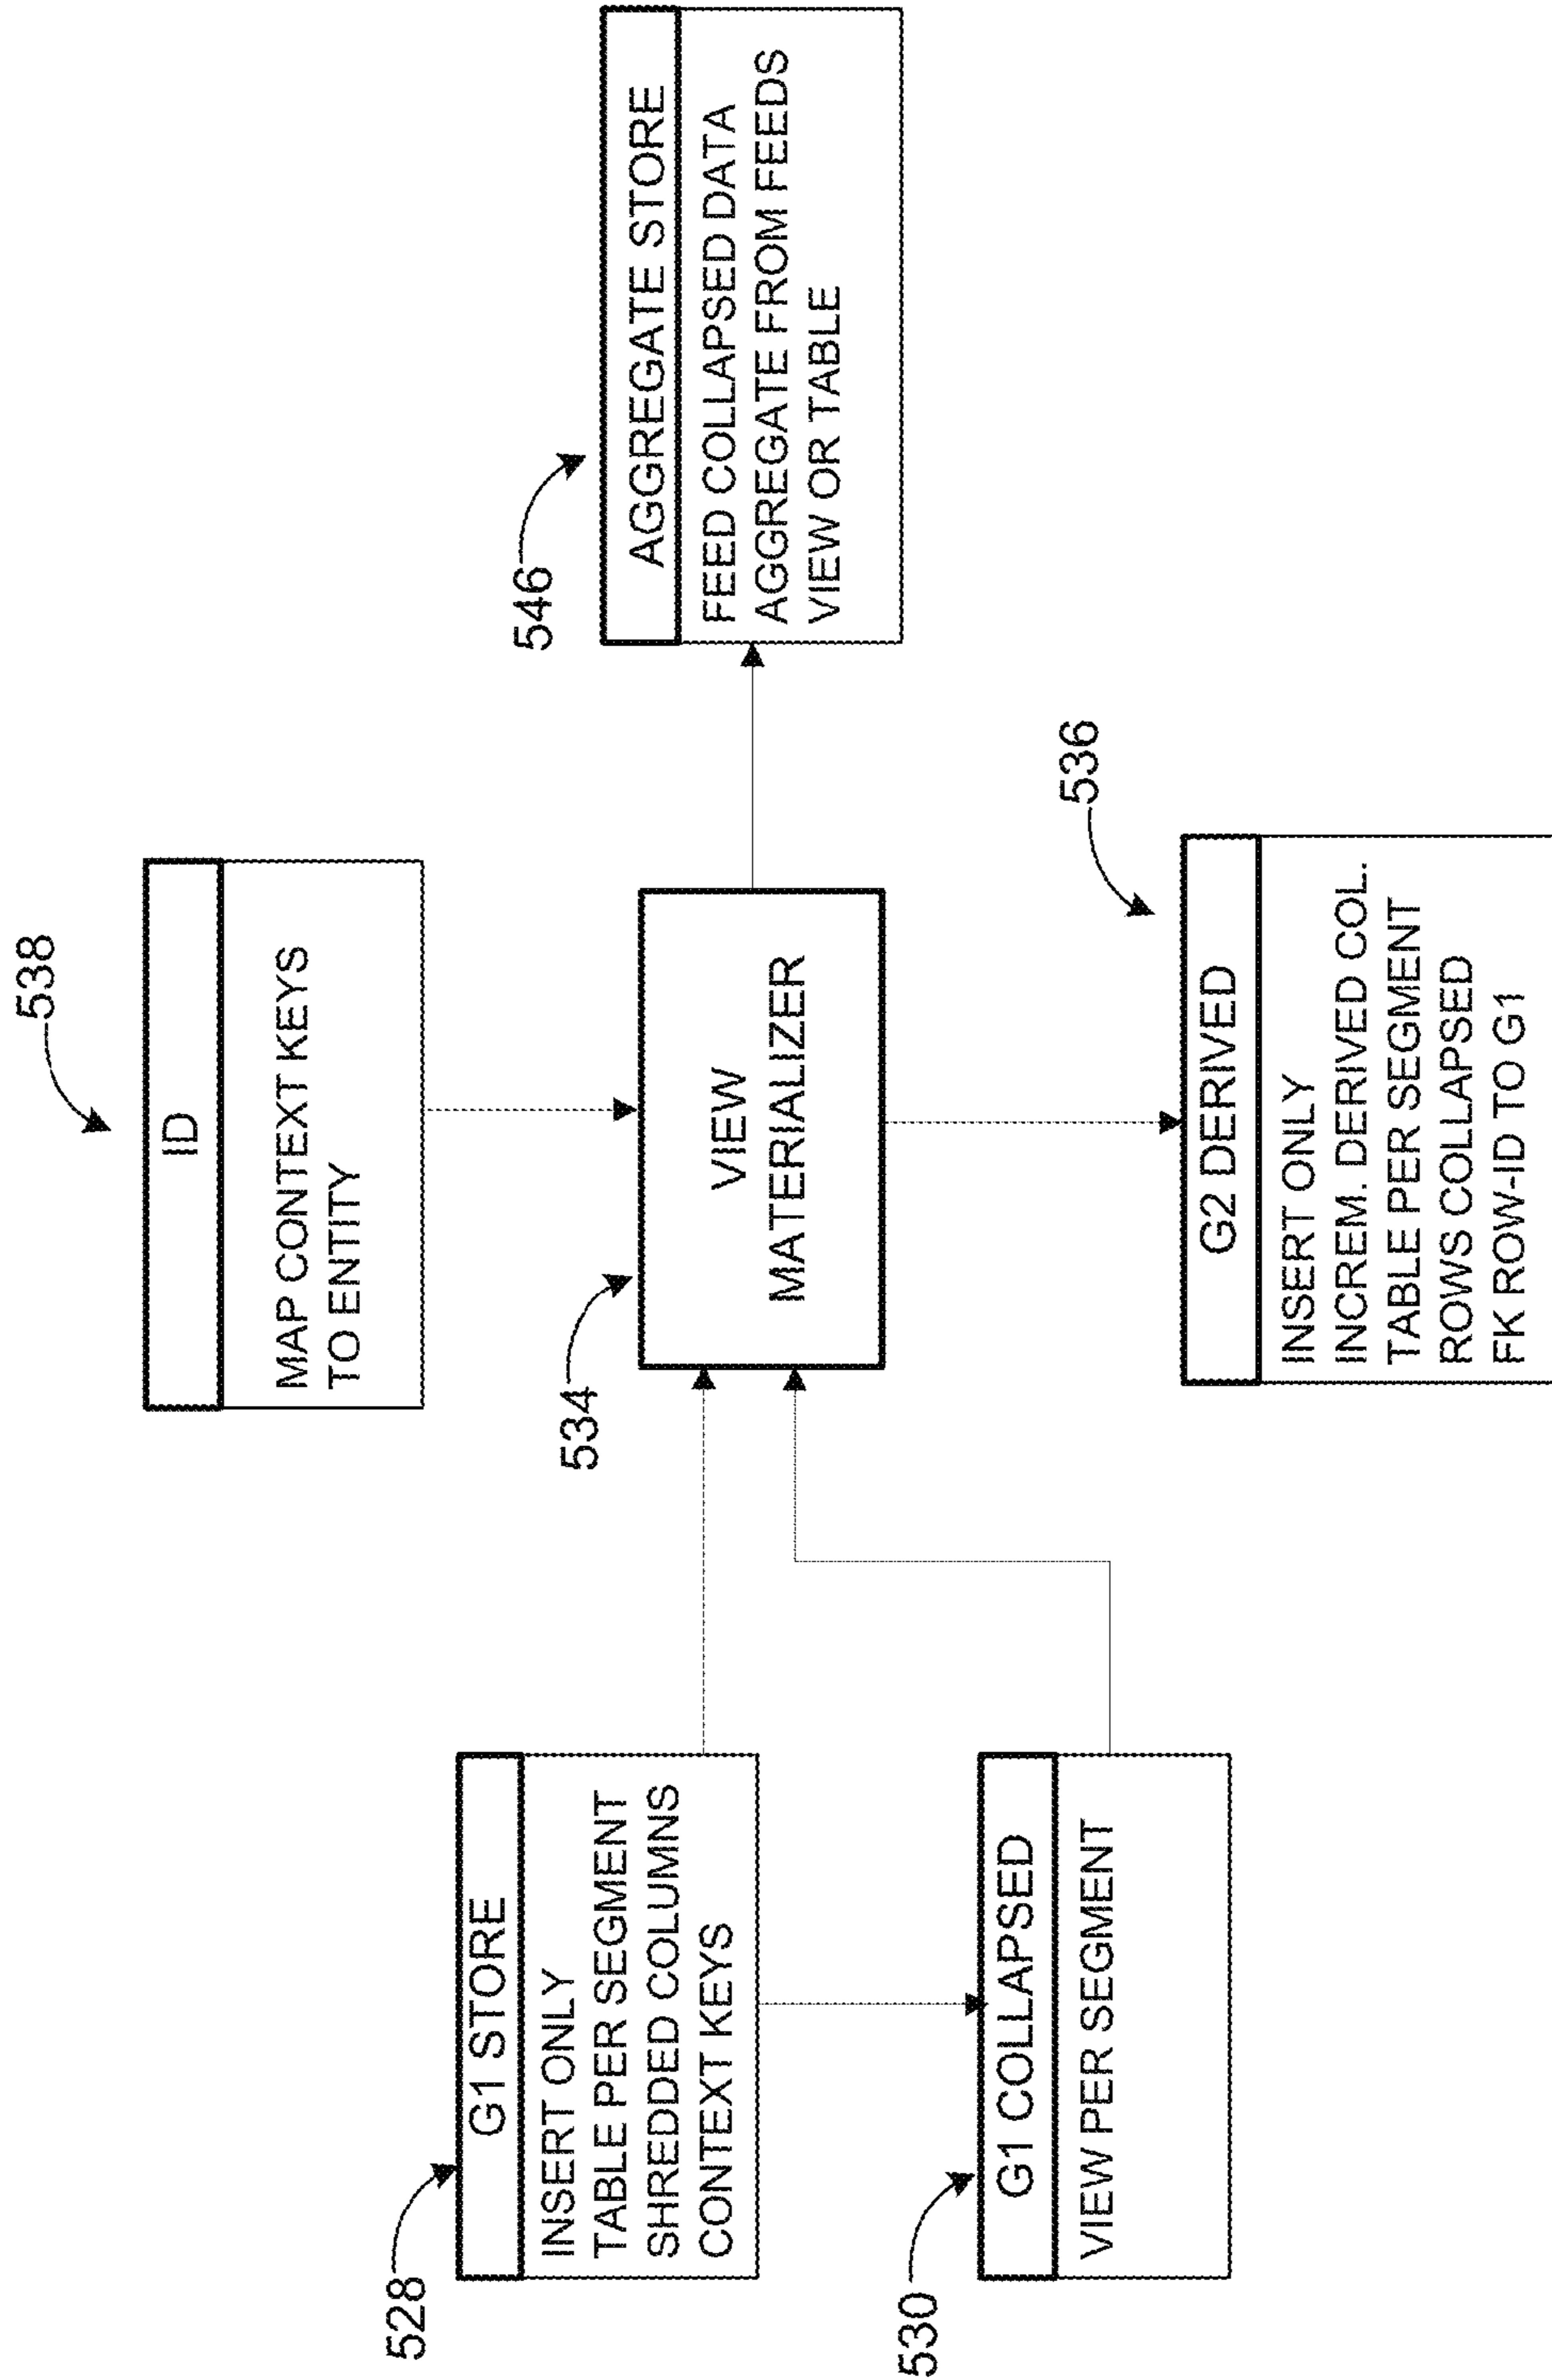 538
ID
MAP CONTEXT KEYS
TO ENTITY
528
G1 STORE
INSERT ONLY
TABLE PER SEGMENT
SHREDDED COLUMNS
CONTEXT KEYS
534
VIEW
MATERIALIZER
546
AGGREGATE STORE
FEED COLLAPSED DATA
AGGREGATE FROM FEEDS
VIEW OR TABLE
530
G1 COLLAPSED
VIEW PER SEGMENT
536
G2 DERIVED
INSERT ONLY
INCREM. DERIVED COL.
TABLE PER SEGMENT
ROWS COLLAPSED
FK ROW-ID TO G1